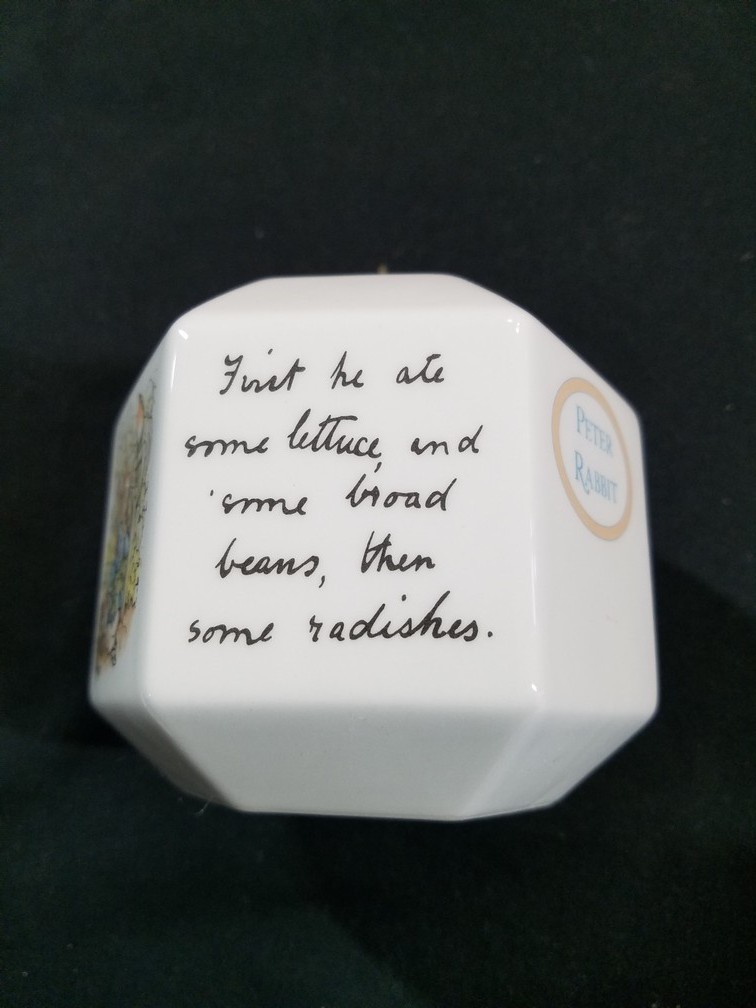 First he ate
some lettuce, and
some broad
beans, then
some radishes.
PETER
RABBIT